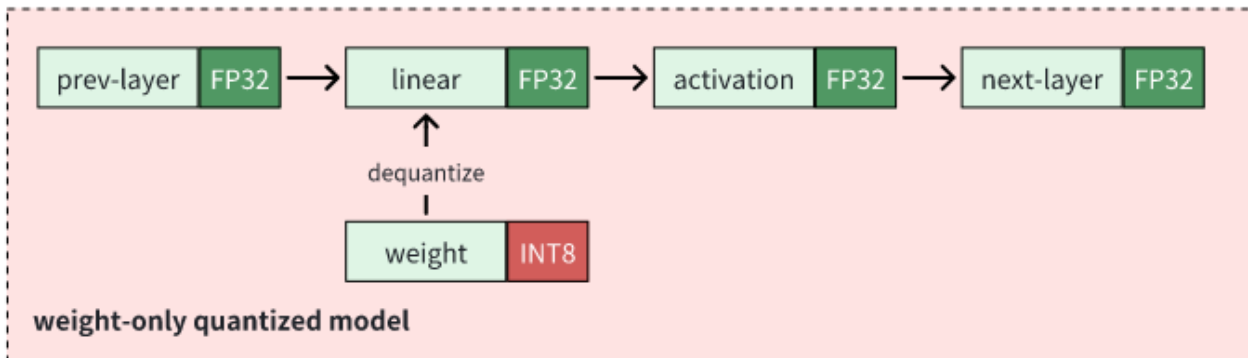 prev-layer FP32 linear FP32 activation FP32 next-layer FP32
dequantize
weight INT8
weight-only quantized model